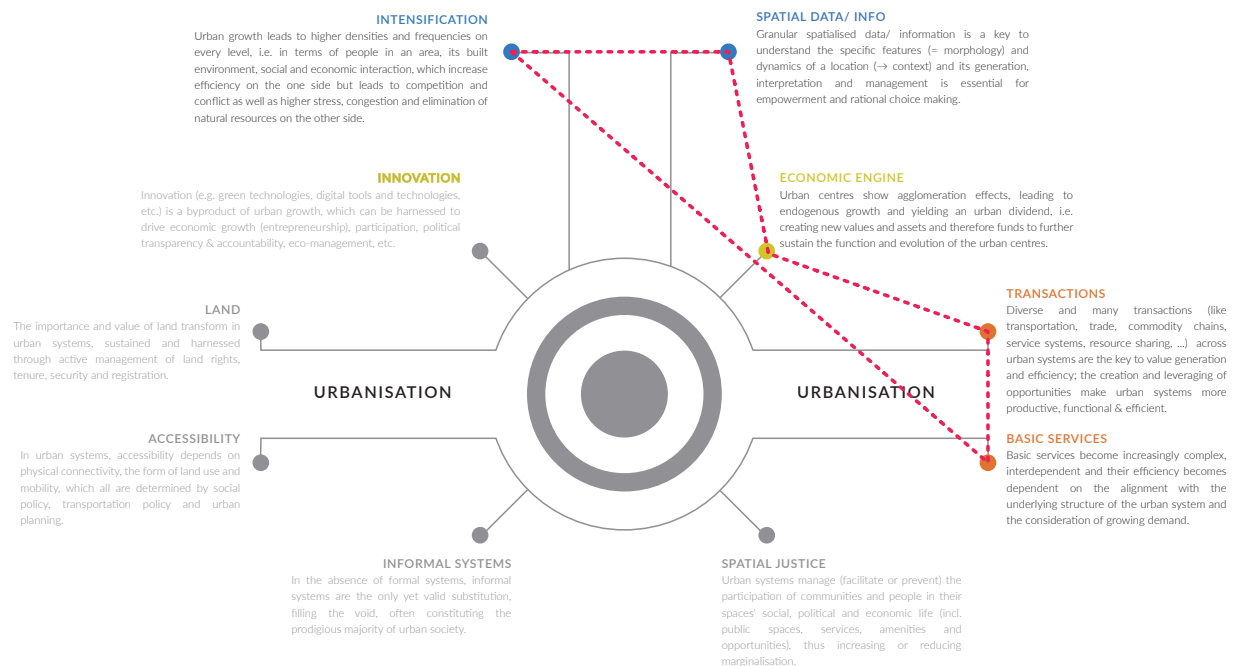 INTENSIFICATION
Urban growth leads to higher densities and frequencies on
every level, i.e. in terms of people in an area, its built
environment, social and economic interaction, which increase
efficiency on the one side but leads to competition and
conflict as well as higher stress, congestion and elimination of
natural resources on the other side.
SPATIAL DATA/ INFO
Granular spatialised data/ information is a key to
understand the specific features (= morphology) and
dynamics of a location (→ context) and its generation,
interpretation and management is essential for
empowerment and rational choice making.
INNOVATION
Innovation (e.g. green technologies, digital tools and technologies,
etc.) is a byproduct of urban growth, which can be harnessed to
drive economic growth (entrepreneurship), participation, political
transparency & accountability, eco-management, etc.
ECONOMIC ENGINE
Urban centres show agglomeration effects, leading to
endogenous growth and yielding an urban dividend, i.e.
creating new values and assets and therefore funds to further
sustain the function and evolution of the urban centres.
LAND
The importance and value of land transform in
urban systems, sustained and harnessed
through active management of land rights,
tenure, security and registration.
TRANSACTIONS
Diverse and many transactions (like
transportation, trade, commodity chains,
service systems, resource sharing, ...) across
urban systems are the key to value generation
and efficiency; the creation and leveraging of
opportunities make urban systems more
productive, functional & efficient.
URBANISATION
URBANISATION
ACCESSIBILITY
In urban systems, accessibility depends on
physical connectivity, the form of land use and
mobility, which all are determined by social
policy, transportation policy and urban
planning.
BASIC SERVICES
Basic services become increasingly complex,
interdependent and their efficiency becomes
dependent on the alignment with the
underlying structure of the urban system and
the consideration of growing demand.
INFORMAL SYSTEMS
In the absence of formal systems, informal
systems are the only yet valid substitution,
filling the void, often constituting the
prodigious majority of urban society.
SPATIAL JUSTICE
Urban systems manage (facilitate or prevent) the
participation of communities and people in their
spaces' social, political and economic life (incl.
public spaces, services, amenities and
opportunities), thus increasing or reducing
marginalisation.